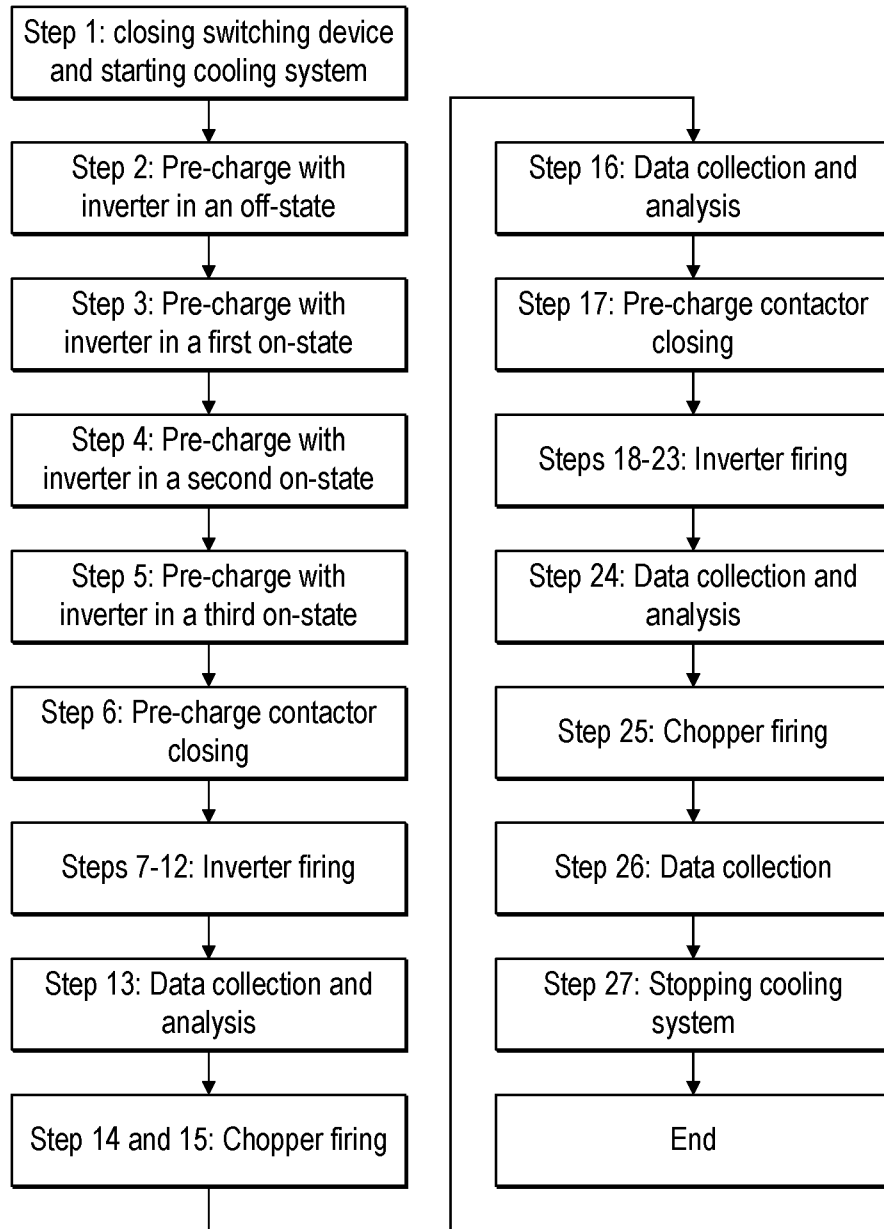 Step 1: closing switching device
and starting cooling system
Step 2: Pre-charge with
inverter in an off-state
Step 3: Pre-charge with
inverter in a first on-state
Step 4: Pre-charge with
inverter in a second on-state
Step 5: Pre-charge with
inverter in a third on-state
Step 6: Pre-charge contactor
closing
Steps 7-12: Inverter firing
Step 13: Data collection and
analysis
Step 14 and 15: Chopper firing
Step 16: Data collection and
analysis
Step 17: Pre-charge contactor
closing
Steps 18-23: Inverter firing
Step 24: Data collection and
analysis
Step 25: Chopper firing
Step 26: Data collection
Step 27: Stopping cooling
system
End